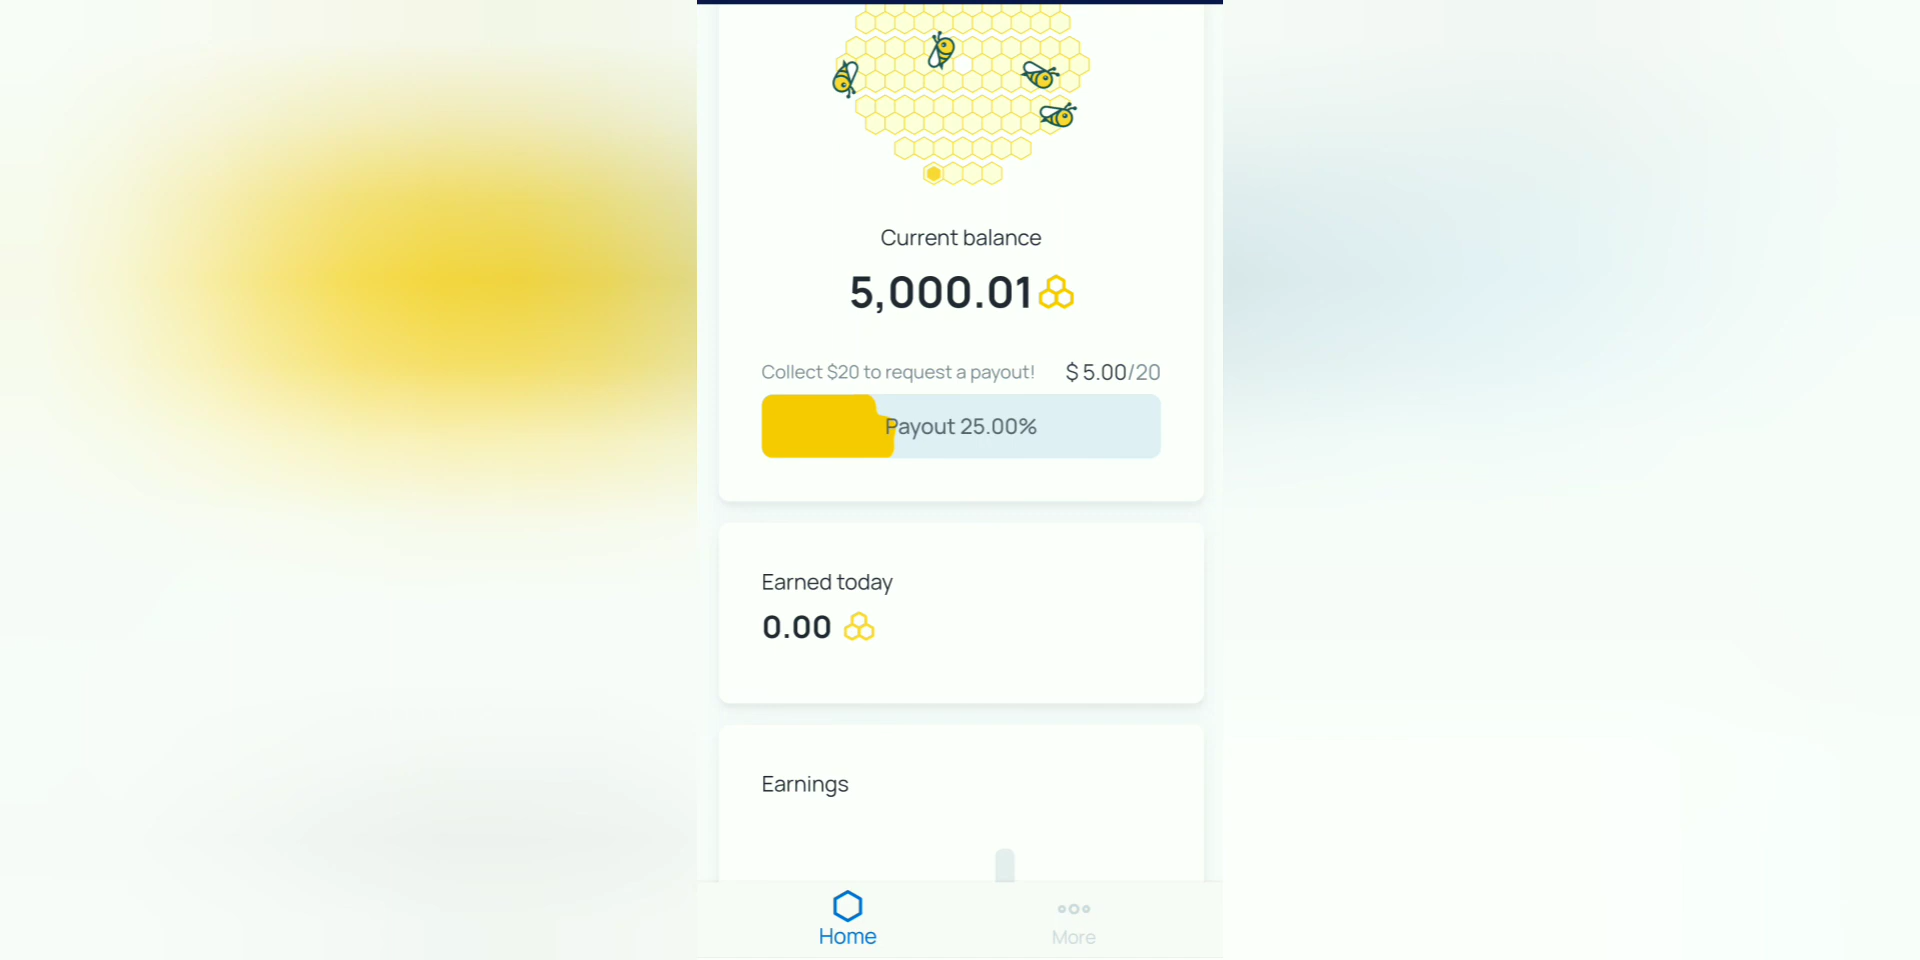 Current balance
5,000.01
Collect $20 to request a payout! $ 5.00/20
Payout 25.00%
Earned today
0.00
Earnings
Home
More